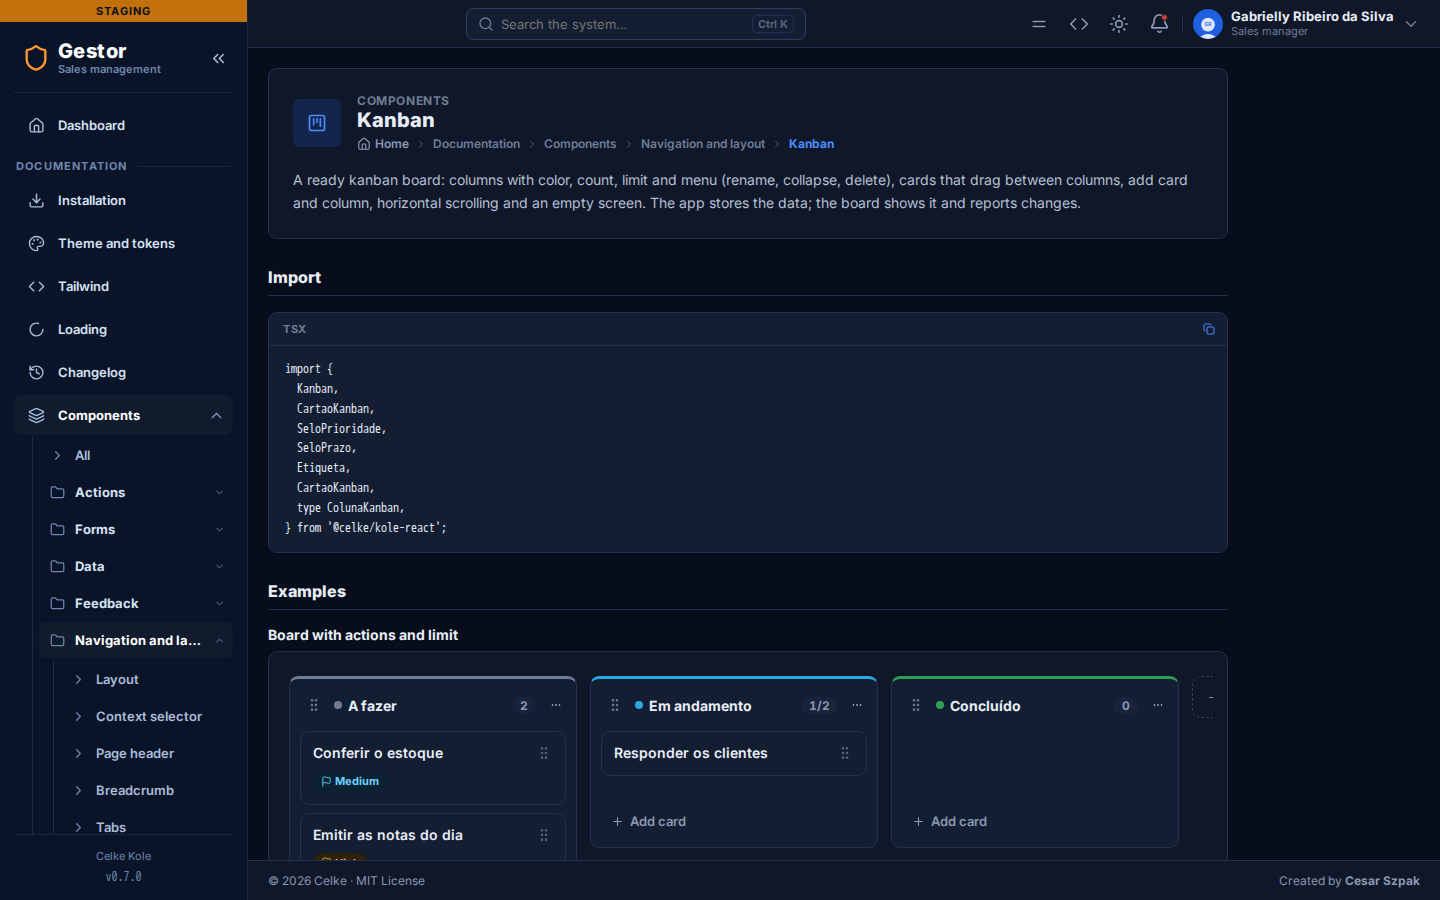 STAGING
Gestor
Sales management
Search the system...
Ctrl K
GR
Gabrielly Ribeiro da Silva
Sales manager
Dashboard
DOCUMENTATION
Installation
Theme and tokens
Tailwind
Loading
Changelog
Components
All
Actions
Forms
Data
Feedback
Navigation and la...
Layout
Context selector
Page header
Breadcrumb
Tabs
Celke Kole
v0.7.0
COMPONENTS
Kanban
Home
Documentation
Components
Navigation and layout
Kanban
A ready kanban board: columns with color, count, limit and menu (rename, collapse, delete), cards that drag between columns, add card
and column, horizontal scrolling and an empty screen. The app stores the data; the board shows it and reports changes.
Import
TSX
import {
Kanban,
CartaoKanban,
SeloPrioridade,
SeloPrazo,
Etiqueta,
CartaoKanban,
type ColunaKanban,
} from '@celke/kole-react';
Examples
Board with actions and limit
A fazer
2
Conferir o estoque
Medium
Emitir as notas do dia
Em andamento
1/2
Responder os clientes
Add card
Concluído
0
Add card
© 2026 Celke · MIT License
Created by Cesar Szpak